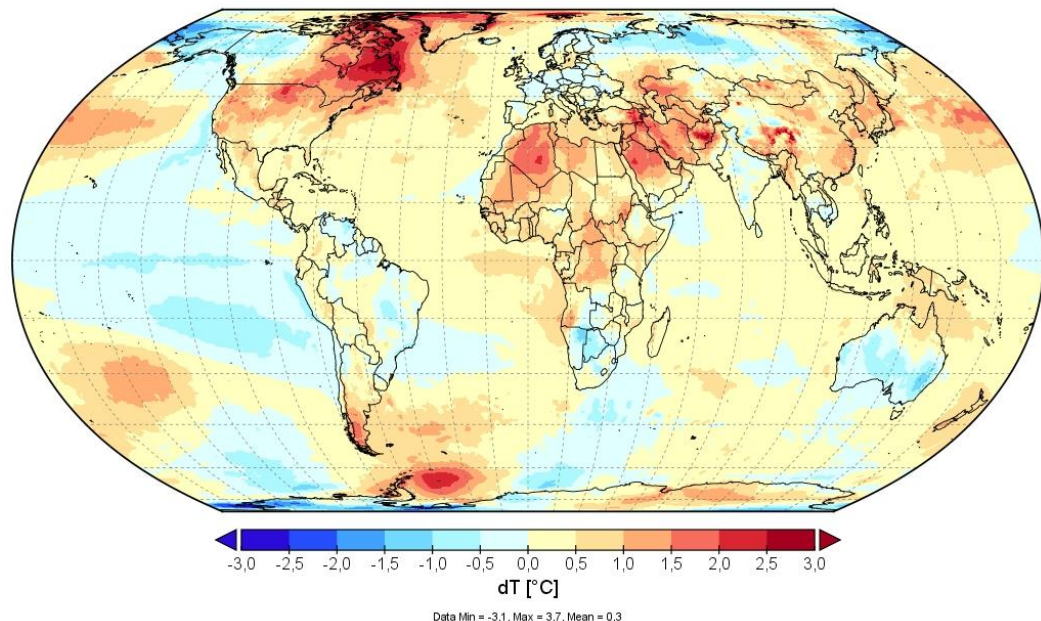 -3,0 -2,5 -2,0 -1,5 -1,0 -0,5 0,0 0,5 1,0 1,5 2,0 2,5 3,0
dT [°C]
Data Min = -3.1, Max = 3.7, Mean = 0.3